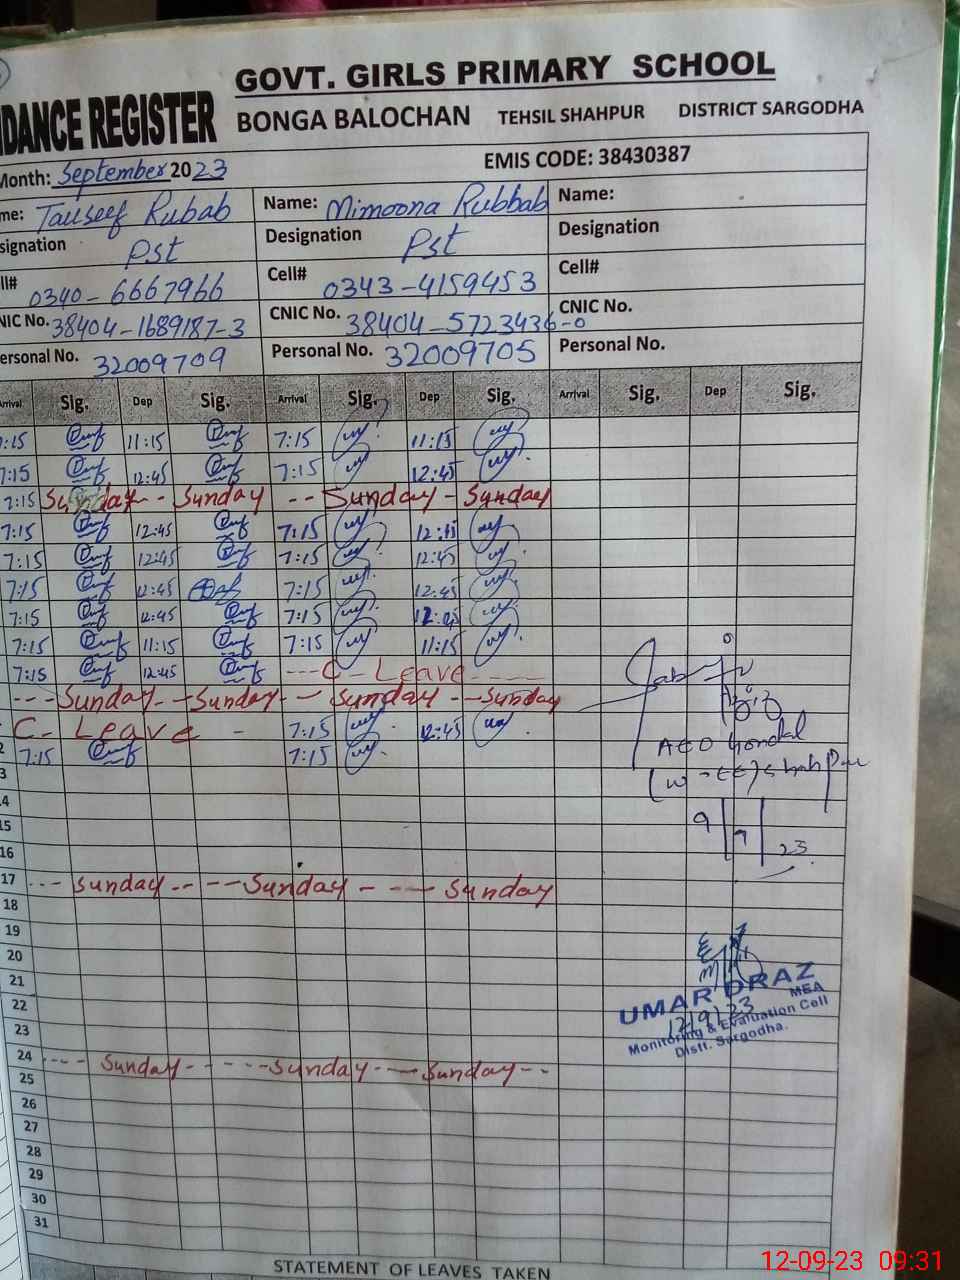 GOVT. GIRLS PRIMARY SCHOOL
DANCE REGISTER BONGA BALOCHAN TEHSIL SHAHPUR DISTRICT SARGODHA
Month: September 2023 EMIS CODE: 38430387
me: Tauseef Rubab Name: Mimoona Rubbab Name:
signation Pst Designation Pst Designation
ll# 0340-6667966 Cell# 0343-4159453 Cell#
NIC No. 38404-1689187-3 CNIC No. 38404-5723436-0 CNIC No.
ersonal No. 32009709 Personal No. 32009705 Personal No.
Arrival Sig. Dep Sig. Arrival Sig. Dep Sig. Arrival Sig. Dep Sig.
7:15 11:15 7:15 11:15
7:15 12:45 7:15 12:45
7:15 Sunday -- Sunday -- Sunday - Sunday
7:15 12:45 7:15 12:45
7:15 12:45 7:15 12:45
7:15 12:45 7:15 12:45
7:15 12:45 7:15 12:45
7:15 11:15 7:15 11:15
7:15 12:45 ---C- Leave----
--- Sunday -- Sunday -- Sunday -- Sunday
C- Leave - 7:15 12:45
2 7:15 7:15
AEO Gondal
3
(W-EE) Shahpur
14
9 9 23
15
16
17 --- Sunday -- --- Sunday - --- Sunday
18
19
20
21
UMAR DRAZ
22
MEA
12/9/23
23
Monitoring & Evaluation Cell
Distt. Sargodha.
24 ---- Sunday ---- Sunday --- Sunday --
25
26
27
28
29
30
31
STATEMENT OF LEAVES TAKEN
12-09-23 09:31